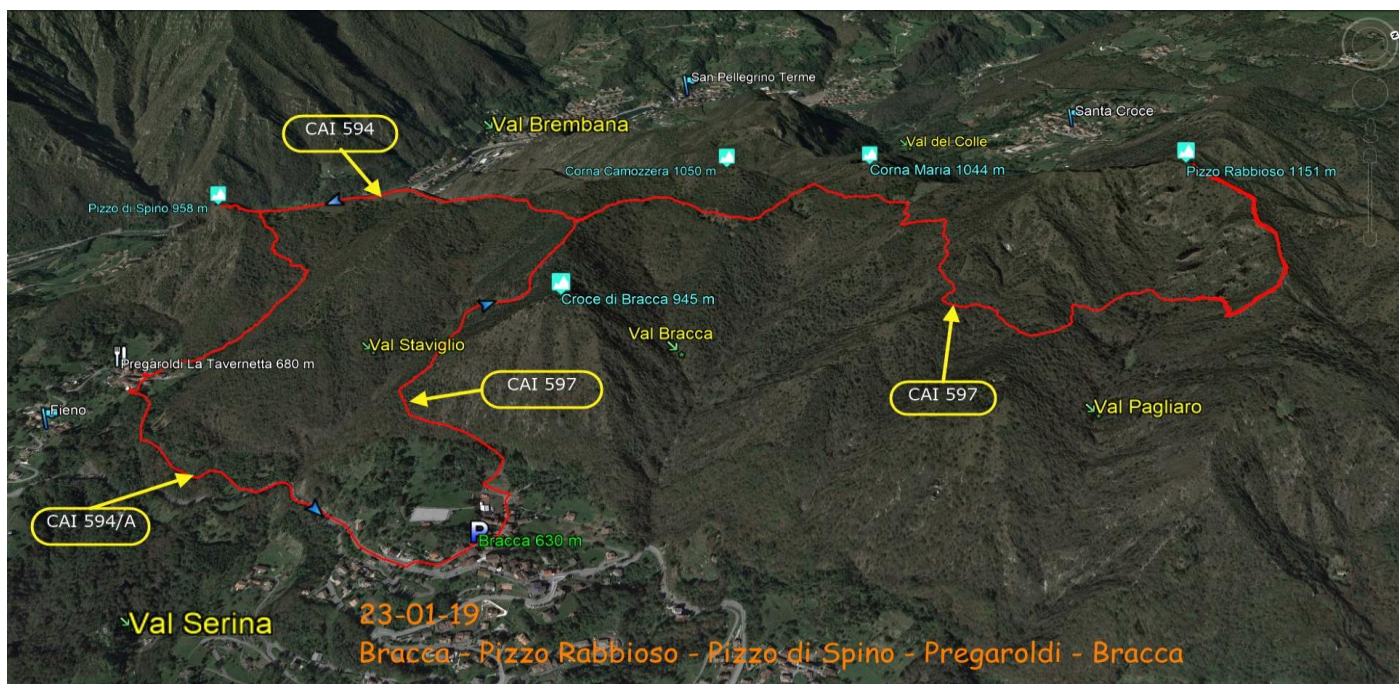 San Pellegrino Terme
Santa Croce
CAI 594
Val Brembana
Val del Colle
Corna Camozzera 1050 m
Corna Maria 1044 m
Pizzo Rabbioso 1151 m
Pizzo di Spino 958 m
Croce di Bracca 945 m
Val Bracca
Val Staviglio
Pregaroldi La Tavernetta 680 m
CAI 597
CAI 597
Val Pagliaro
Fieno
CAI 594/A
P
Bracca 630 m
Val Serina
23-01-19
Bracca - Pizzo Rabbioso - Pizzo di Spino - Pregaroldi - Bracca